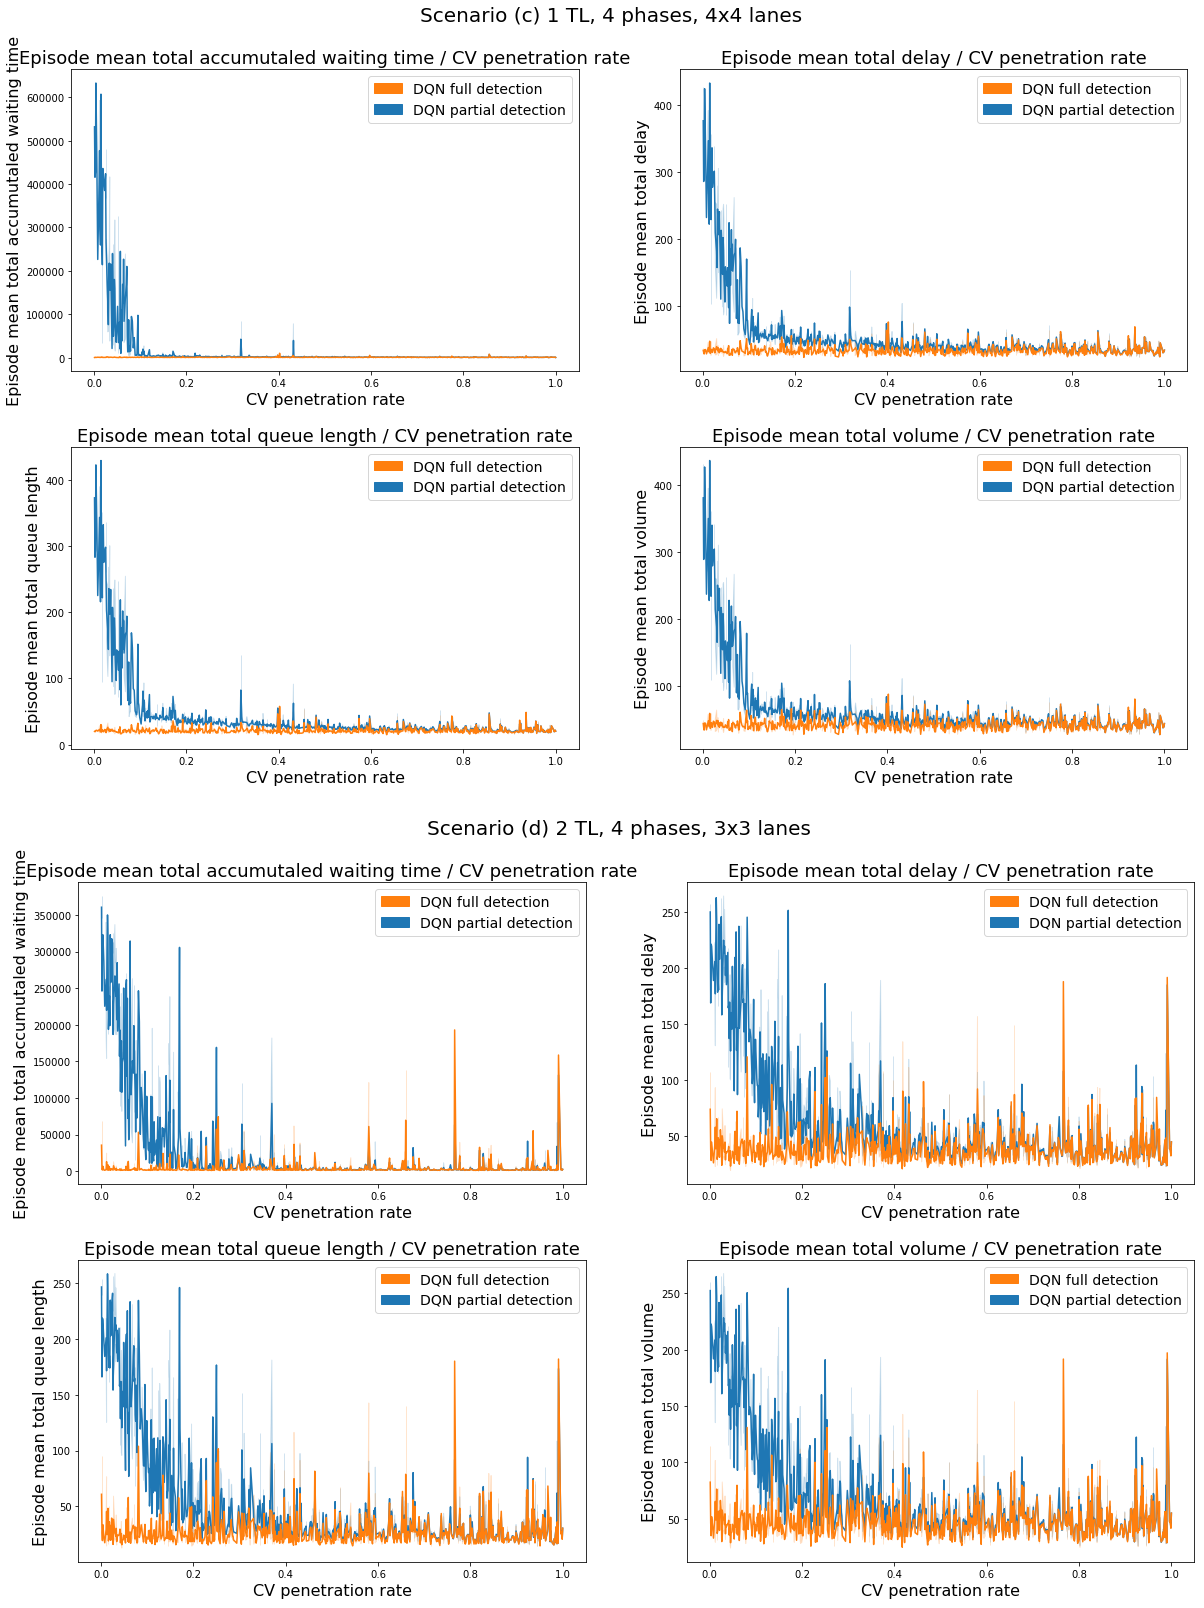 Scenario (c) 1 TL, 4 phases, 4x4 lanes
Episode mean total accumutaled waiting time / CV penetration rate
Episode mean total accumutaled waiting time
600000
500000
400000
300000
200000
100000
0
DQN full detection
DQN partial detection
0.0 0.2 0.4 0.6 0.8 1.0
CV penetration rate
Episode mean total delay / CV penetration rate
Episode mean total delay
400
300
200
100
DQN full detection
DQN partial detection
0.0 0.2 0.4 0.6 0.8 1.0
CV penetration rate
Episode mean total queue length / CV penetration rate
Episode mean total queue length
400
300
200
100
0
DQN full detection
DQN partial detection
0.0 0.2 0.4 0.6 0.8 1.0
CV penetration rate
Episode mean total volume / CV penetration rate
Episode mean total volume
400
300
200
100
DQN full detection
DQN partial detection
0.0 0.2 0.4 0.6 0.8 1.0
CV penetration rate
Scenario (d) 2 TL, 4 phases, 3x3 lanes
Episode mean total accumutaled waiting time / CV penetration rate
Episode mean total accumutaled waiting time
350000
300000
250000
200000
150000
100000
50000
0
DQN full detection
DQN partial detection
0.0 0.2 0.4 0.6 0.8 1.0
CV penetration rate
Episode mean total delay / CV penetration rate
Episode mean total delay
250
200
150
100
50
DQN full detection
DQN partial detection
0.0 0.2 0.4 0.6 0.8 1.0
CV penetration rate
Episode mean total queue length / CV penetration rate
Episode mean total queue length
250
200
150
100
50
DQN full detection
DQN partial detection
0.0 0.2 0.4 0.6 0.8 1.0
CV penetration rate
Episode mean total volume / CV penetration rate
Episode mean total volume
250
200
150
100
50
DQN full detection
DQN partial detection
0.0 0.2 0.4 0.6 0.8 1.0
CV penetration rate